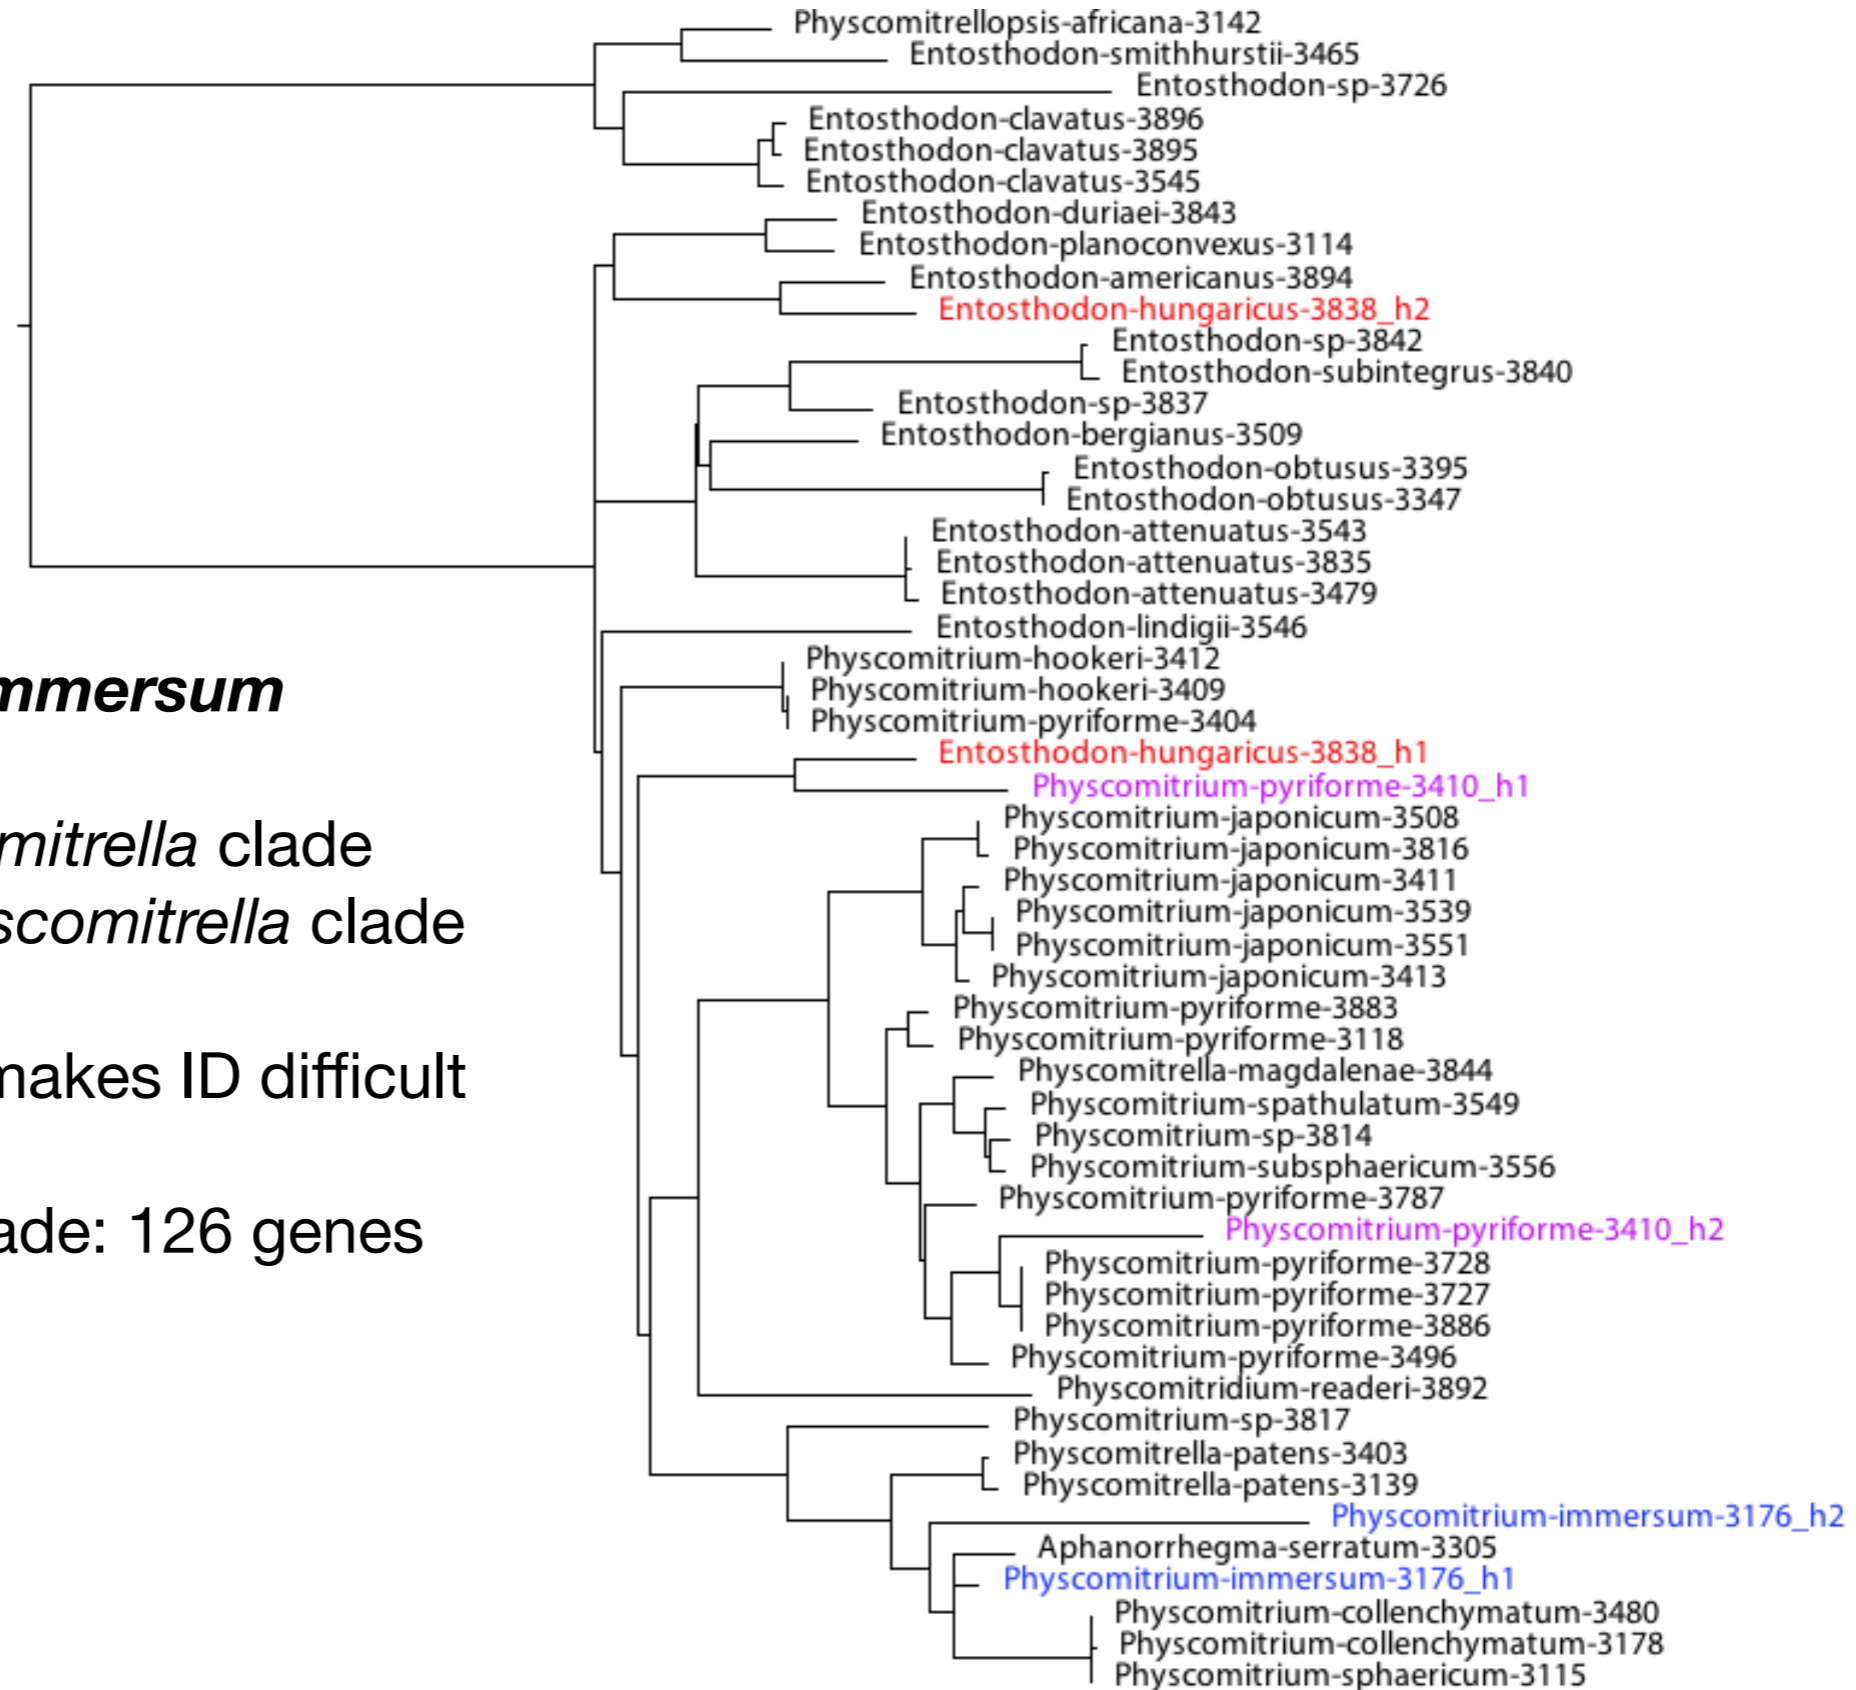 Physcomitrellopsis-africana-3142
Entosthodon-smithhurstii-3465
Entosthodon-sp-3726
Entosthodon-clavatus-3896
Entosthodon-clavatus-3895
Entosthodon-clavatus-3545
Entosthodon-duriaei-3843
Entosthodon-planoconvexus-3114
Entosthodon-americanus-3894
Entosthodon-hungaricus-3838_h2
Entosthodon-sp-3842
Entosthodon-subintegrus-3840
Entosthodon-sp-3837
Entosthodon-bergianus-3509
Entosthodon-obtusus-3395
Entosthodon-obtusus-3347
Entosthodon-attenuatus-3543
Entosthodon-attenuatus-3835
Entosthodon-attenuatus-3479
Entosthodon-lindigii-3546
Physcomitrium-hookeri-3412
Physcomitrium-hookeri-3409
Physcomitrium-pyriforme-3404
Entosthodon-hungaricus-3838_h1
Physcomitrium-pyriforme-3410_h1
Physcomitrium-japonicum-3508
Physcomitrium-japonicum-3816
Physcomitrium-japonicum-3411
Physcomitrium-japonicum-3539
Physcomitrium-japonicum-3551
Physcomitrium-japonicum-3413
Physcomitrium-pyriforme-3883
Physcomitrium-pyriforme-3118
Physcomitrella-magdalenae-3844
Physcomitrium-spathulatum-3549
Physcomitrium-sp-3814
Physcomitrium-subsphaericum-3556
Physcomitrium-pyriforme-3787
Physcomitrium-pyriforme-3410_h2
Physcomitrium-pyriforme-3728
Physcomitrium-pyriforme-3727
Physcomitrium-pyriforme-3886
Physcomitrium-pyriforme-3496
Physcomitridium-readeri-3892
Physcomitrium-sp-3817
Physcomitrella-patens-3403
Physcomitrella-patens-3139
Physcomitrium-immersum-3176_h2
Aphanorrhegma-serratum-3305
Physcomitrium-immersum-3176_h1
Physcomitrium-collenchymatum-3480
Physcomitrium-collenchymatum-3178
Physcomitrium-sphaericum-3115
mmersum
mitrella clade
scomitrella clade
makes ID difficult
ade: 126 genes